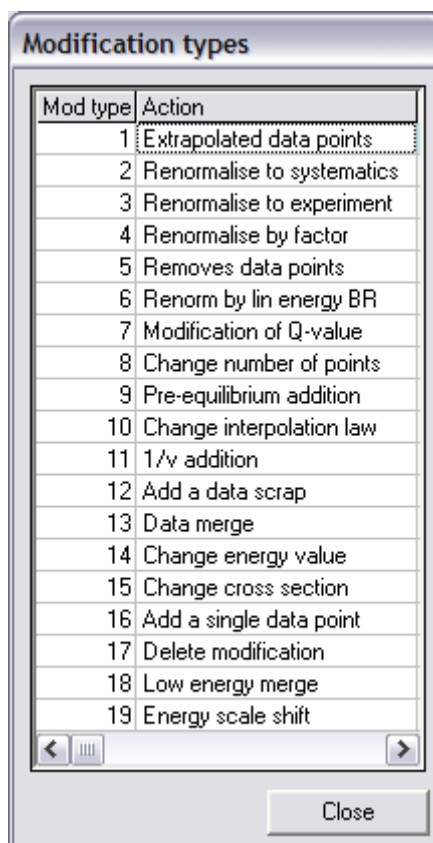 Modification types
Mod type Action
1 Extrapolated data points
2 Renormalise to systematics
3 Renormalise to experiment
4 Renormalise by factor
5 Removes data points
6 Renorm by lin energy BR
7 Modification of Q-value
8 Change number of points
9 Pre-equilibrium addition
10 Change interpolation law
11 1/v addition
12 Add a data scrap
13 Data merge
14 Change energy value
15 Change cross section
16 Add a single data point
17 Delete modification
18 Low energy merge
19 Energy scale shift
Close